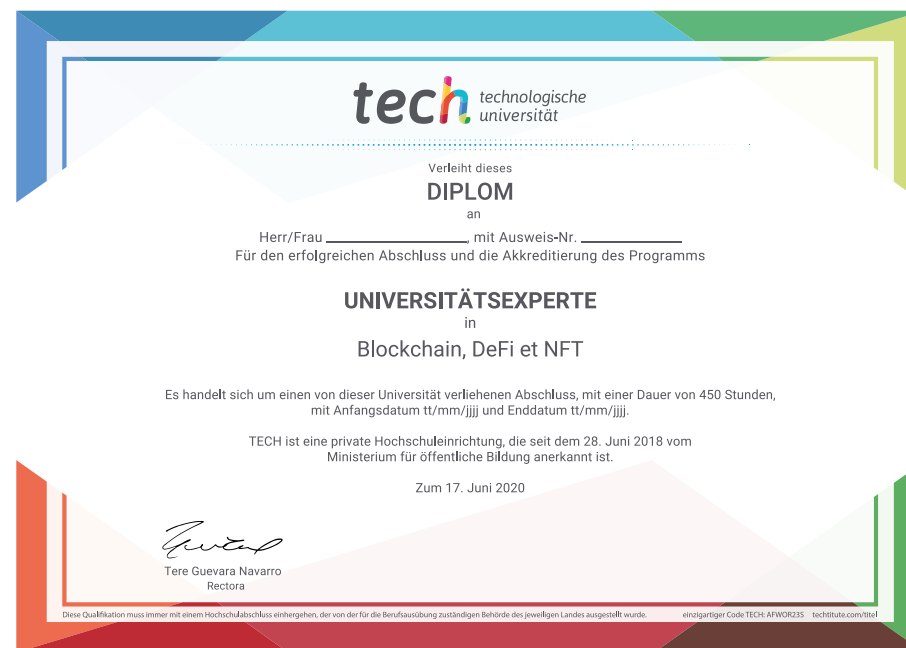 tech technologische
universität
Verleiht dieses
DIPLOM
an
Herr/Frau ____________________, mit Ausweis-Nr. ______________
Für den erfolgreichen Abschluss und die Akkreditierung des Programms
UNIVERSITÄTSEXPERTE
in
Blockchain, DeFi et NFT
Es handelt sich um einen von dieser Universität verliehenen Abschluss, mit einer Dauer von 450 Stunden,
mit Anfangsdatum tt/mm/jjjj und Enddatum tt/mm/jjjj.
TECH ist eine private Hochschuleinrichtung, die seit dem 28. Juni 2018 vom
Ministerium für öffentliche Bildung anerkannt ist.
Zum 17. Juni 2020
Tere Guevara Navarro
Rectora
Diese Qualifikation muss immer mit einem Hochschulabschluss einhergehen, der von der für die Berufsausübung zuständigen Behörde des jeweiligen Landes ausgestellt wurde. einzigartiger Code TECH: AFWOR23S techtitute.com/titel